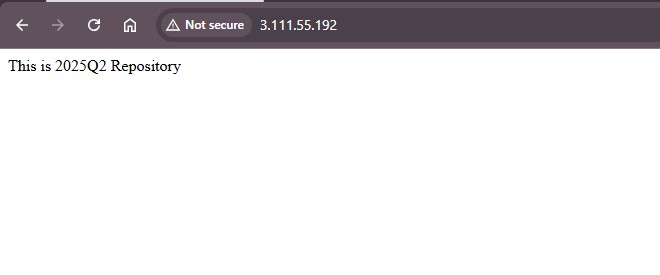 Not secure 3.111.55.192
This is 2025Q2 Repository